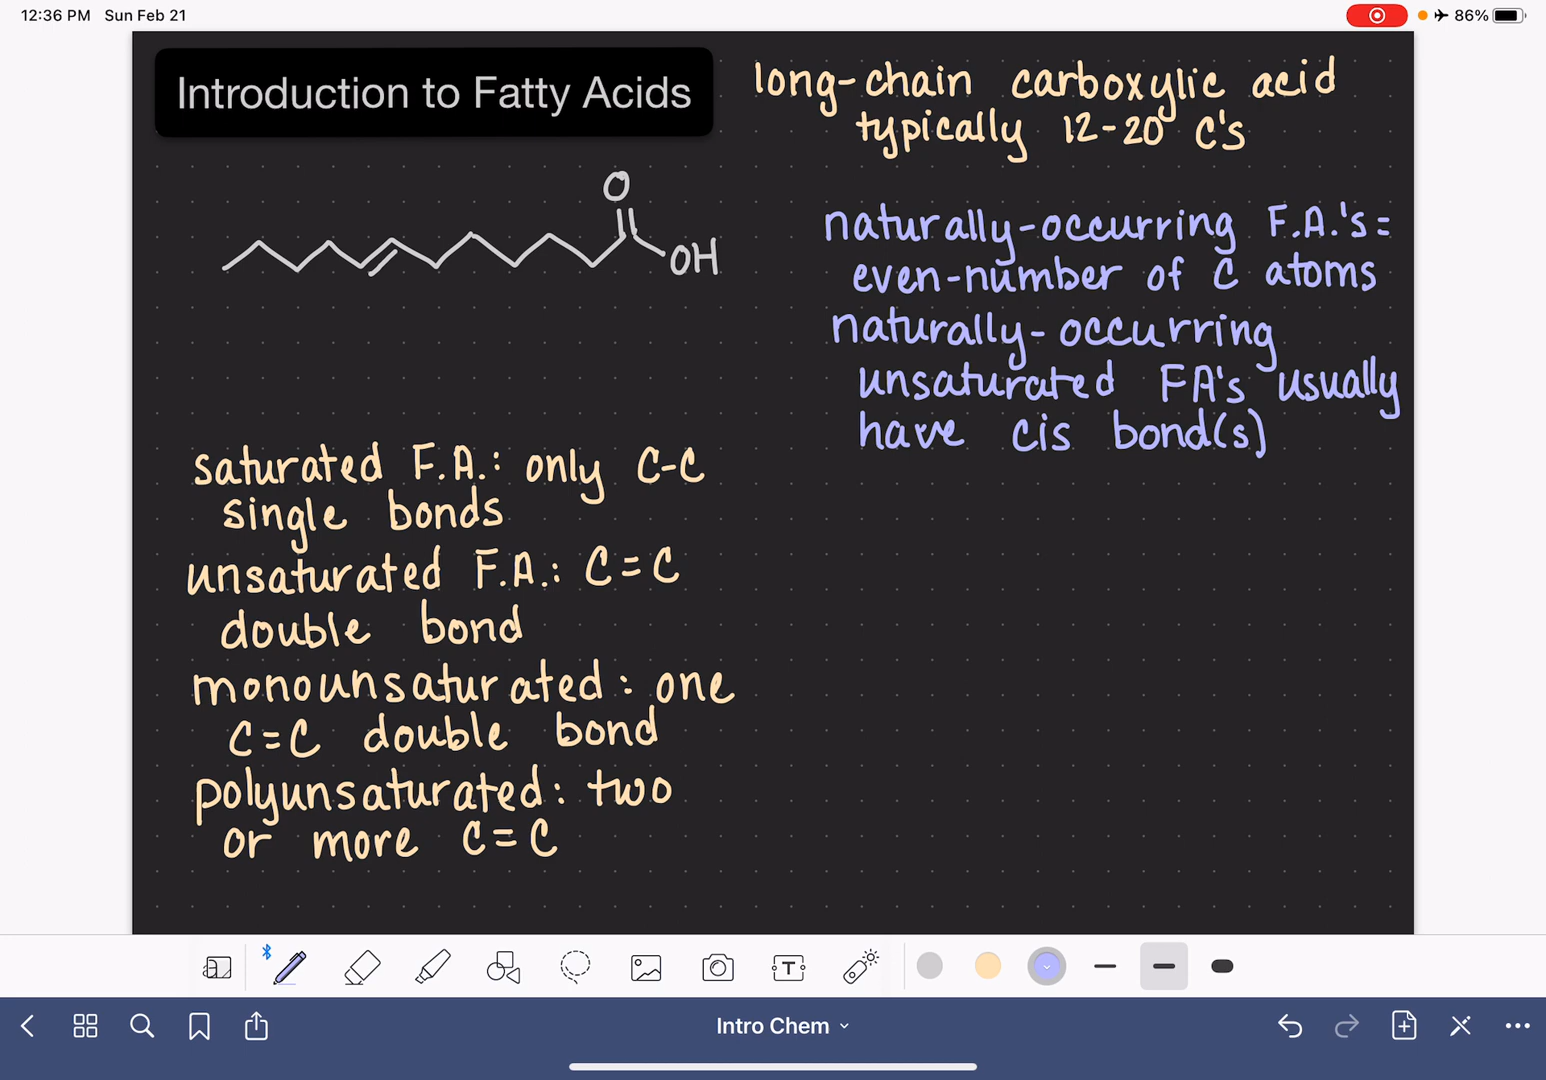 12:36 PM Sun Feb 21
86%
Introduction to Fatty Acids
long-chain carboxylic acid
typically 12-20 C's
O
OH
naturally-occurring F.A.'s =
even-number of C atoms
naturally-occurring
unsaturated FA's usually
have cis bond(s)
saturated F.A.: only C-C
single bonds
unsaturated F.A.: C=C
double bond
monounsaturated: one
C=C double bond
polyunsaturated: two
or more C=C
a
T
Intro Chem